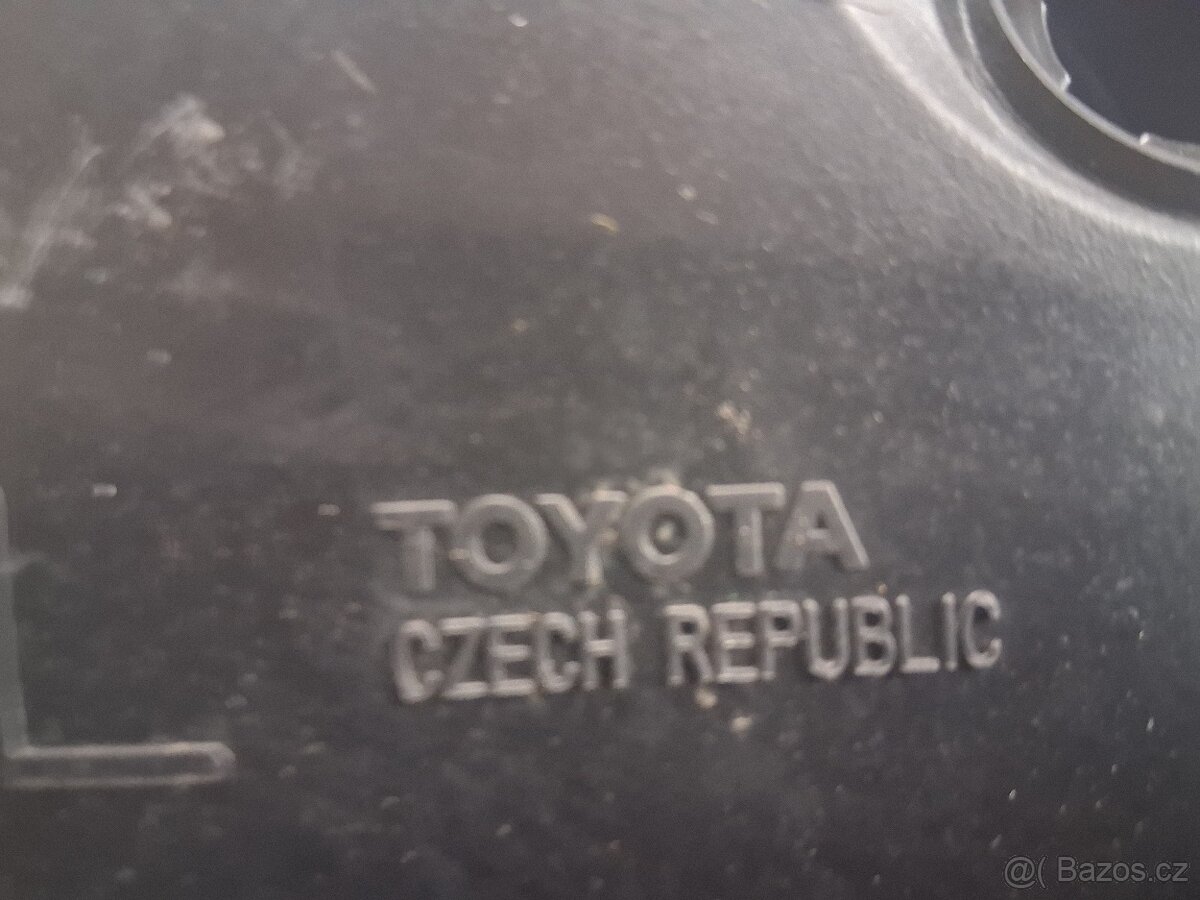 TOYOTA
CZECH REPUBLIC
L
@( Bazos.cz